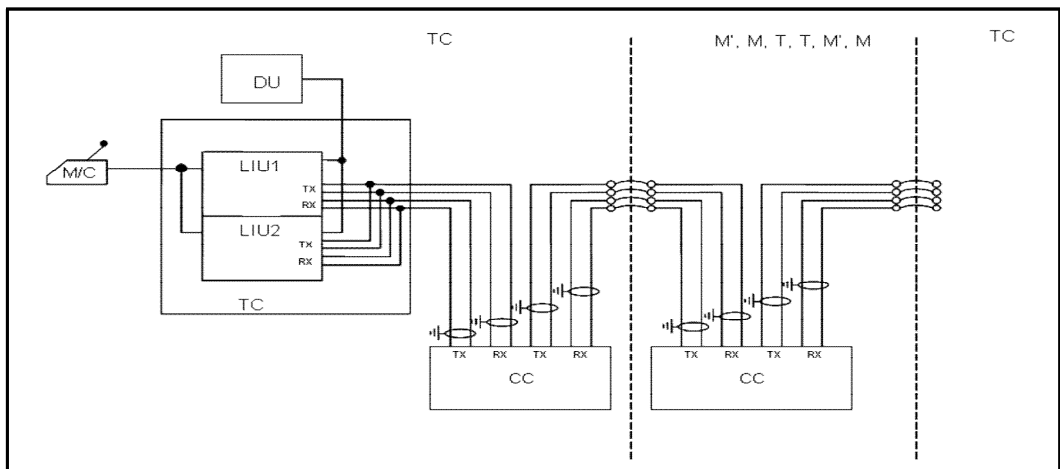 TC
M', M, T, T, M', M
TC
DU
M/C
LIU1
TX
RX
LIU2
TX
RX
TC
TX
RX
TX
RX
CC
TX
RX
TX
RX
CC